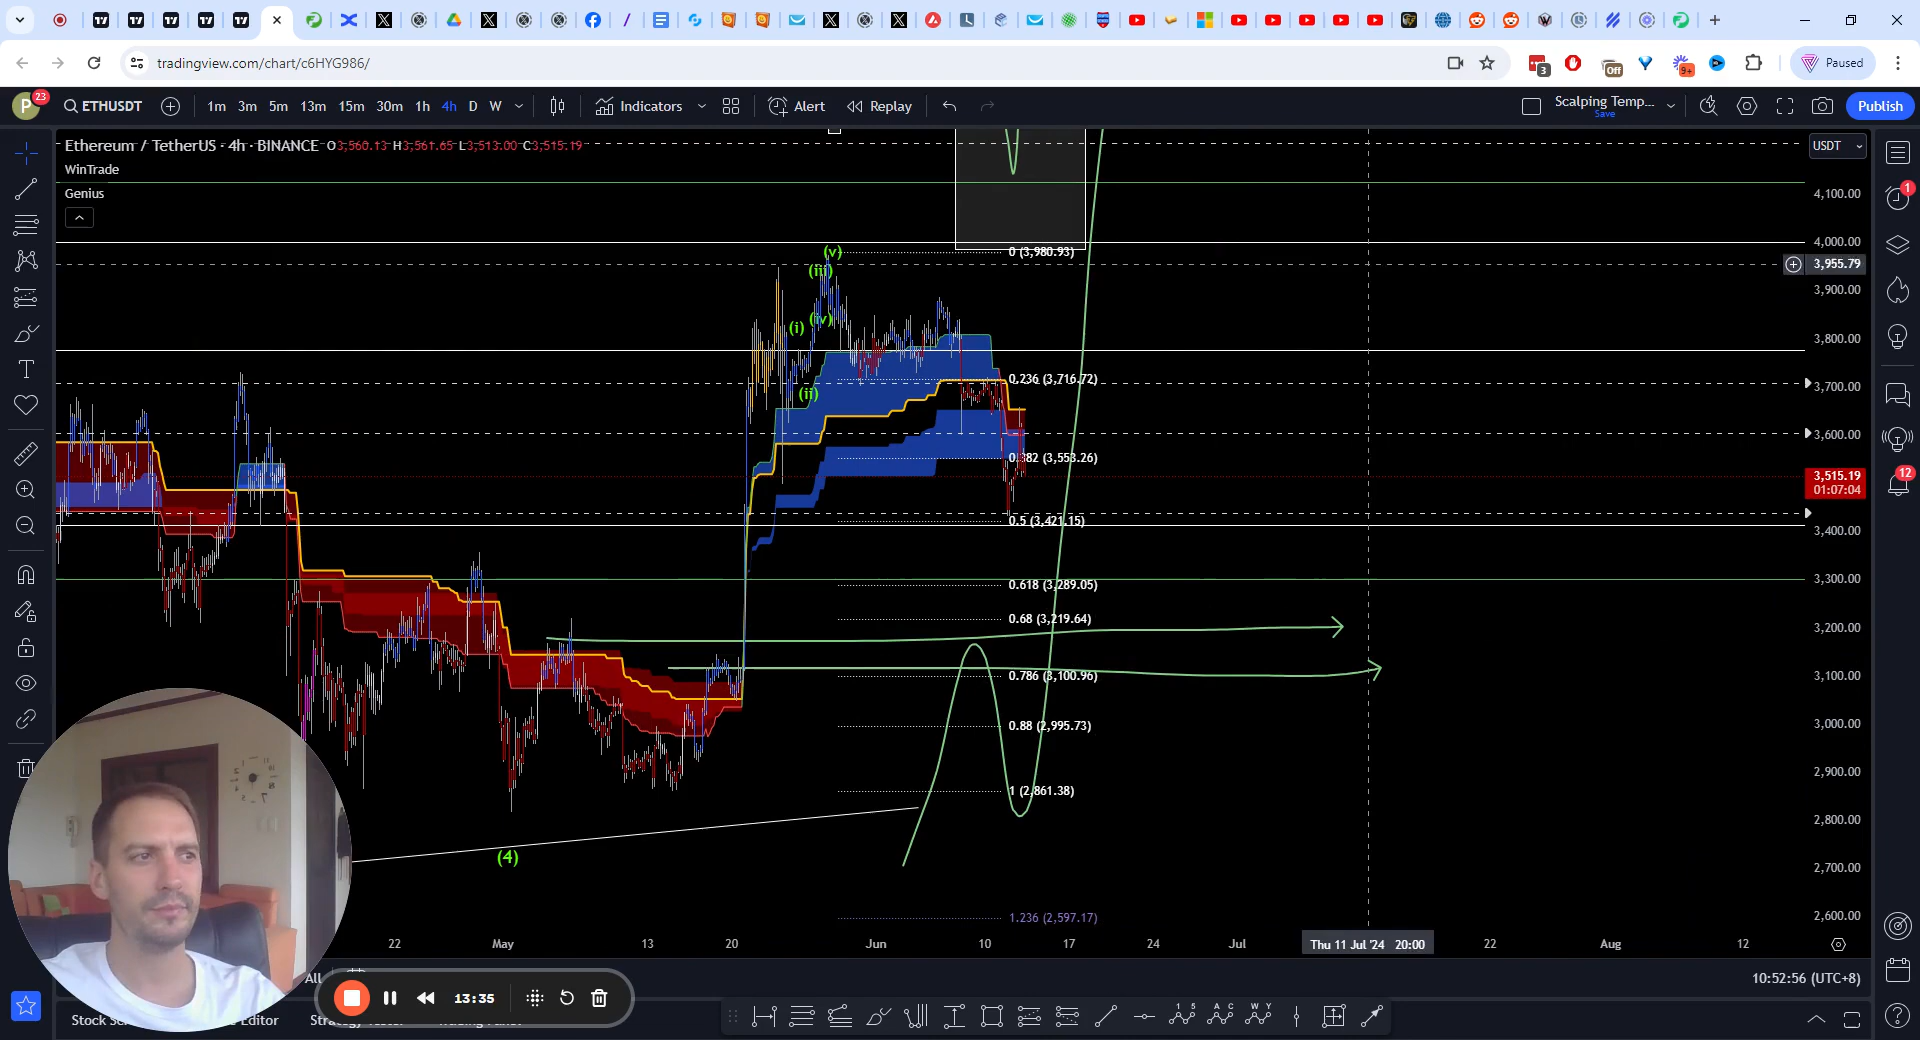 tradingview.com/chart/c6HYG986/
3
Off
9+
Paused
P
23
ETHUSDT
1m 3m 5m 13m 15m 30m 1h 4h D W
Indicators
Alert
Replay
Scalping Temp...
Save
Publish
Ethereum / TetherUS · 4h · BINANCE O3,560.13 H3,561.65 L3,513.00 C3,515.19
USDT
WinTrade
Genius
4,100.00
1
4,000.00
(v)
0 (3,980.93)
3,955.79
(iii)
3,900.00
(iv)
(i)
3,800.00
0.236 (3,716.72)
3,700.00
(ii)
3,600.00
0.382 (3,553.26)
3,515.19
01:07:04
12
0.5 (3,421.15)
3,400.00
0.618 (3,289.05)
3,300.00
0.68 (3,219.64)
3,200.00
0.786 (3,100.96)
3,100.00
0.88 (2,995.73)
3,000.00
2,900.00
1 (2,861.38)
2,800.00
(4)
2,700.00
1.236 (2,597.17)
2,600.00
22 May 13 20 Jun 10 17 24 Jul Thu 11 Jul '24 20:00 22 Aug 12
All
10:52:56 (UTC+8)
13:35
Stock
Editor